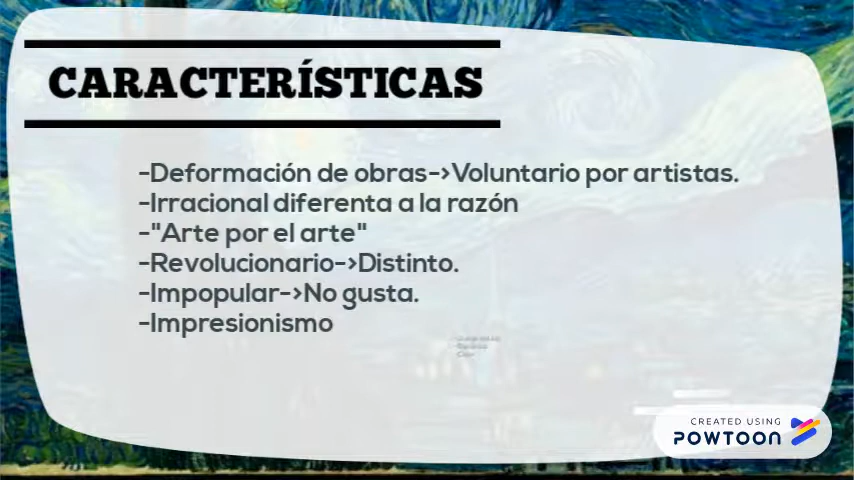 CARACTERÍSTICAS
-Deformación de obras->Voluntario por artistas.
-Irracional diferenta a la razón
-"Arte por el arte"
-Revolucionario->Distinto.
-Impopular->No gusta.
-Impresionismo
CREATED USING
POWTOON